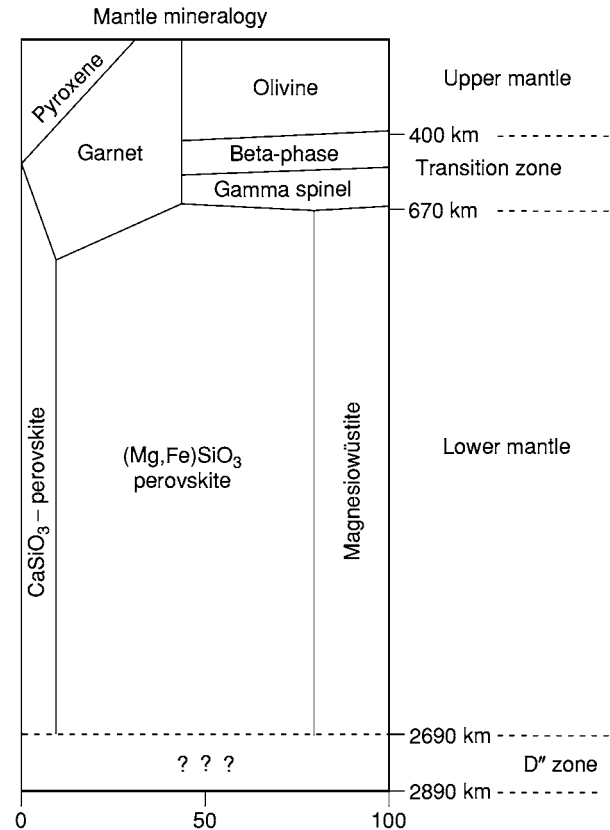 Mantle mineralogy
Pyroxene
Garnet
Olivine
Upper mantle
400 km
Beta-phase
Transition zone
Gamma spinel
670 km
CaSiO₃ – perovskite
(Mg,Fe)SiO₃
perovskite
Magnesiowüstite
Lower mantle
2690 km
? ? ?
D″ zone
2890 km
0
50
100